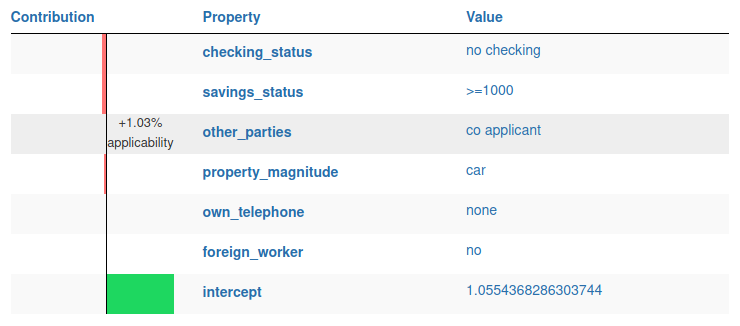 Contribution Property Value
checking_status no checking
savings_status >=1000
+1.03%
applicability
other_parties co applicant
property_magnitude car
own_telephone none
foreign_worker no
intercept 1.0554368286303744